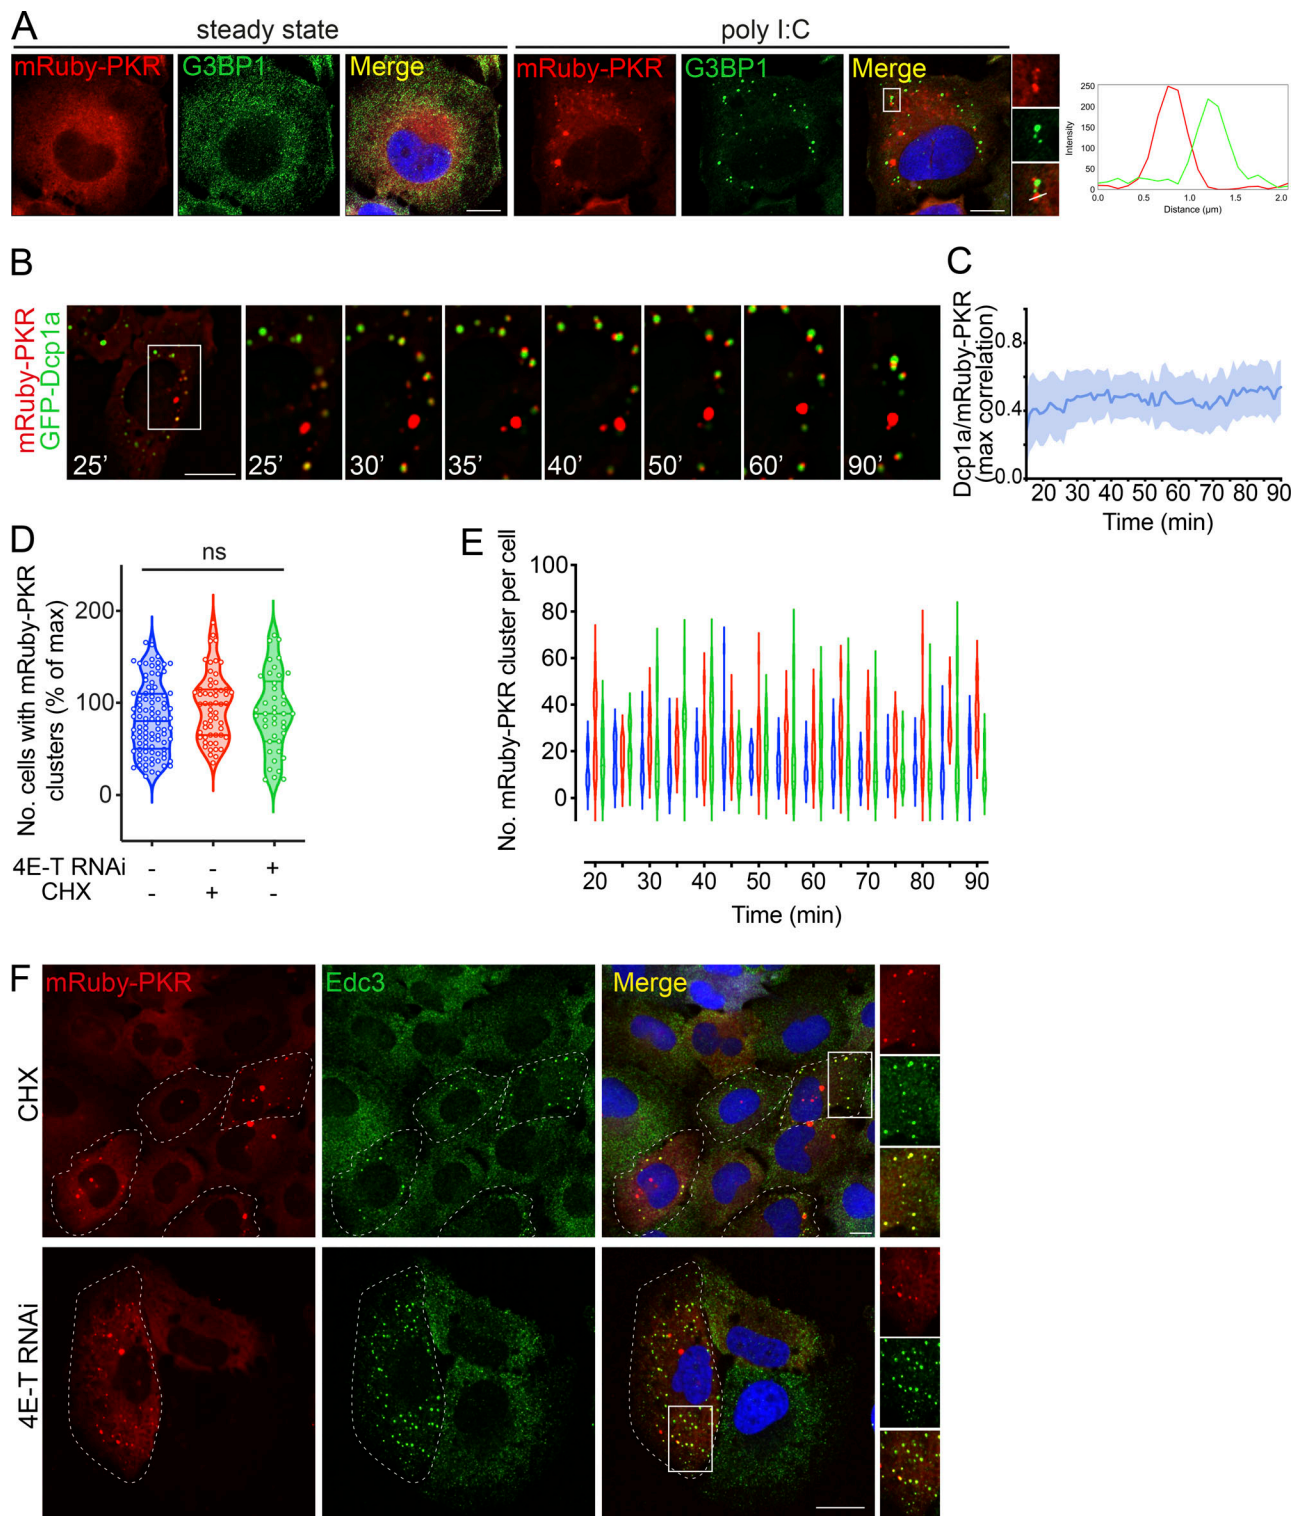 A
steady state
poly I:C
mRuby-PKR
G3BP1
Merge
mRuby-PKR
G3BP1
Merge
250
200
150
100
50
0
Intensity
0.0
0.5
1.0
1.5
2.0
Distance (µm)
B
mRuby-PKR
GFP-Dcp1a
25’
25’
30’
35’
40’
50’
60’
90’
C
Dcp1a/mRuby-PKR
(max correlation)
0.8
0.4
0.0
20 30 40 50 60 70 80 90
Time (min)
D
ns
No. cells with mRuby-PKR
clusters (% of max)
200
100
0
4E-T RNAi - - +
CHX - + -
E
No. mRuby-PKR cluster per cell
100
80
60
40
20
0
20 30 40 50 60 70 80 90
Time (min)
F
mRuby-PKR
Edc3
Merge
CHX
4E-T RNAi